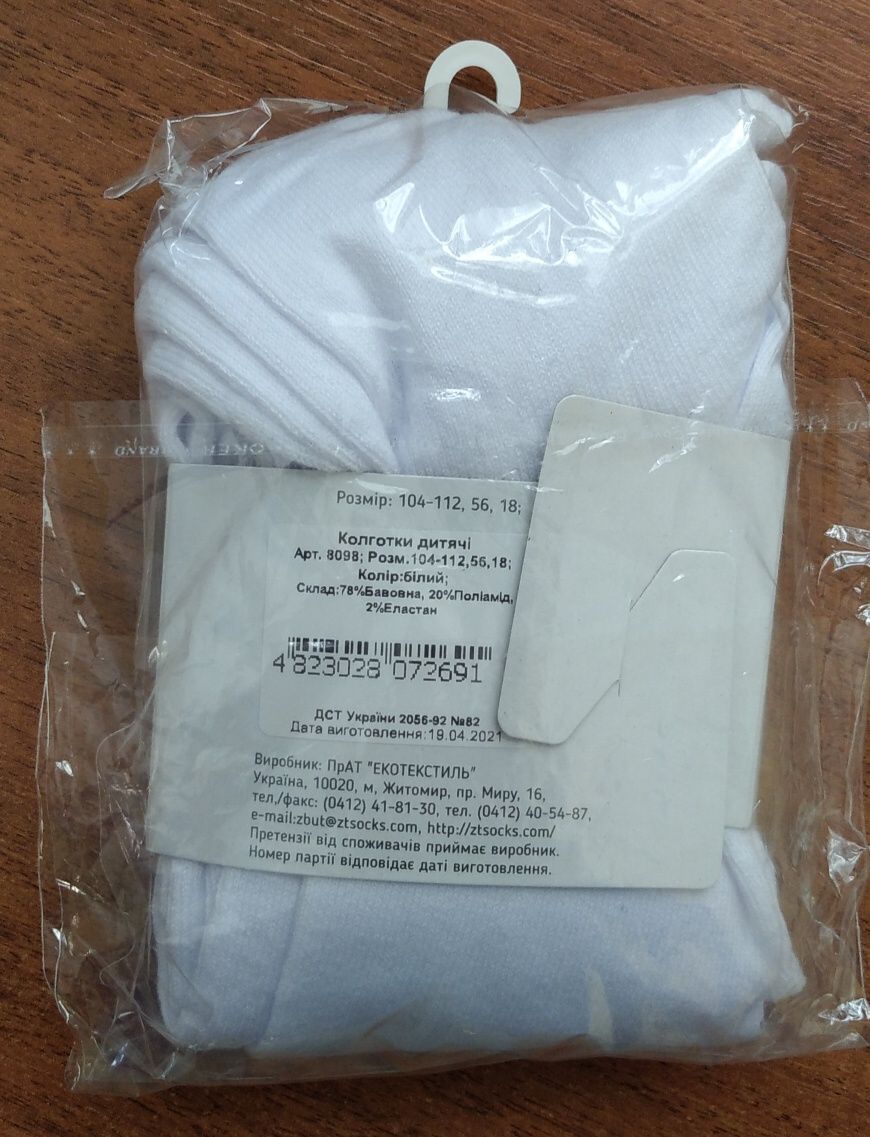 Розмір: 104-112, 56, 18;
Колготки дитячі
Арт. 8098; Розм.104-112,56,18;
Колір:білий;
Склад:78%Бавовна, 20%Поліамід,
2%Еластан
4 823028 072691
ДСТ України 2056-92 №82
Дата виготовлення:19.04.2021
Виробник: ПрАТ "ЕКОТЕКСТИЛЬ"
Україна, 10020, м, Житомир, пр. Миру, 16,
тел,/факс: (0412) 41-81-30, тел. (0412) 40-54-87,
e-mail:zbut@ztsocks.com, http://ztsocks.com/
Претензії від споживачів приймає виробник.
Номер партії відповідає даті виготовлення.